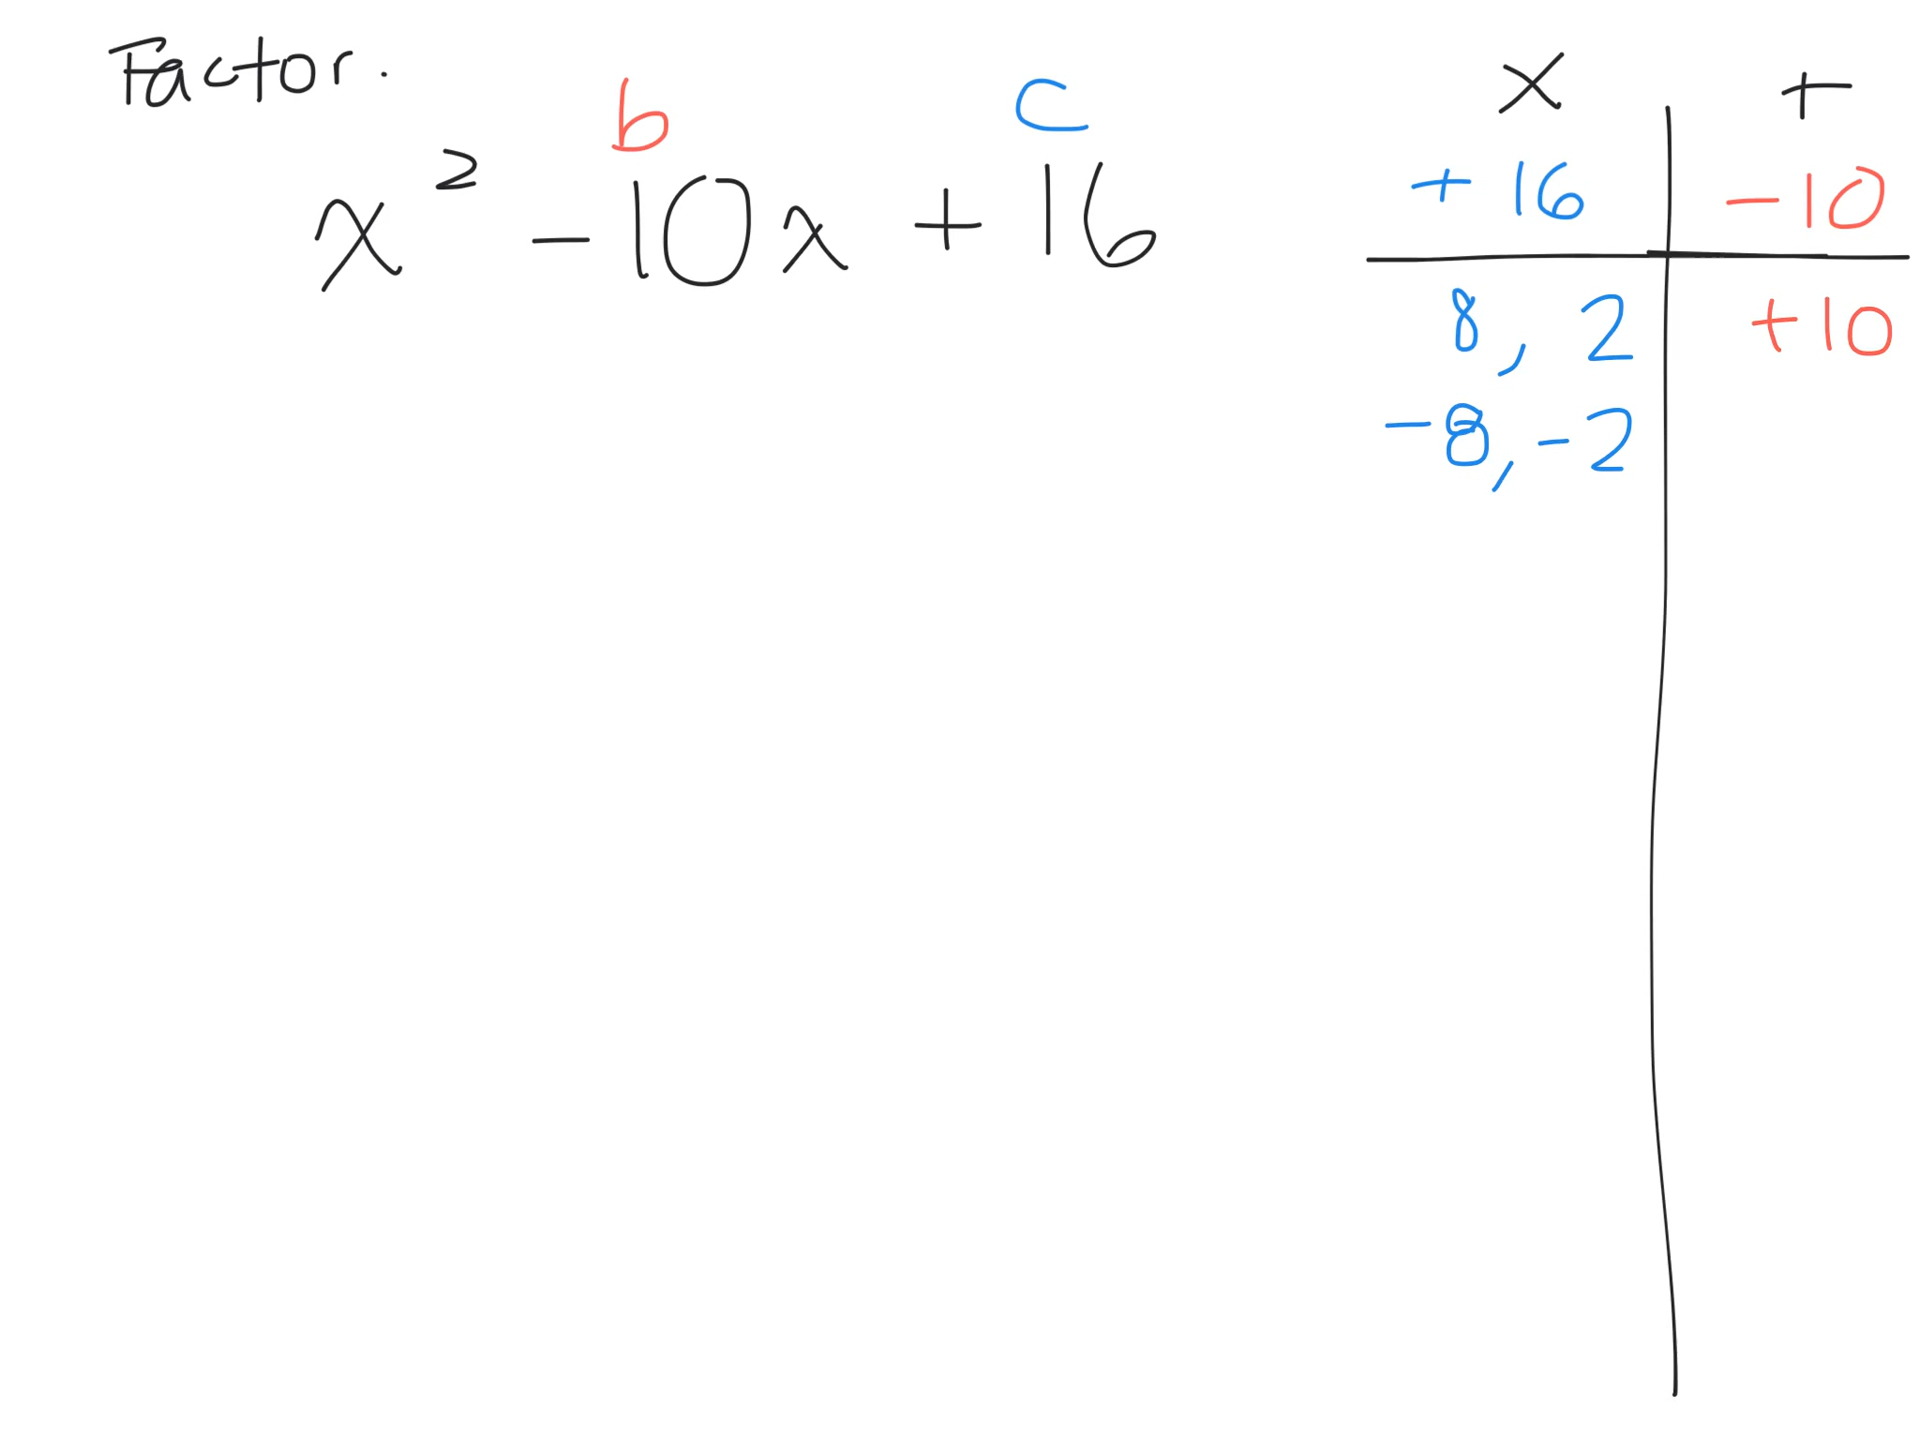 Factor.
b c
x² -10x +16
× +
+16 -10
8, 2 +10
-8, -2